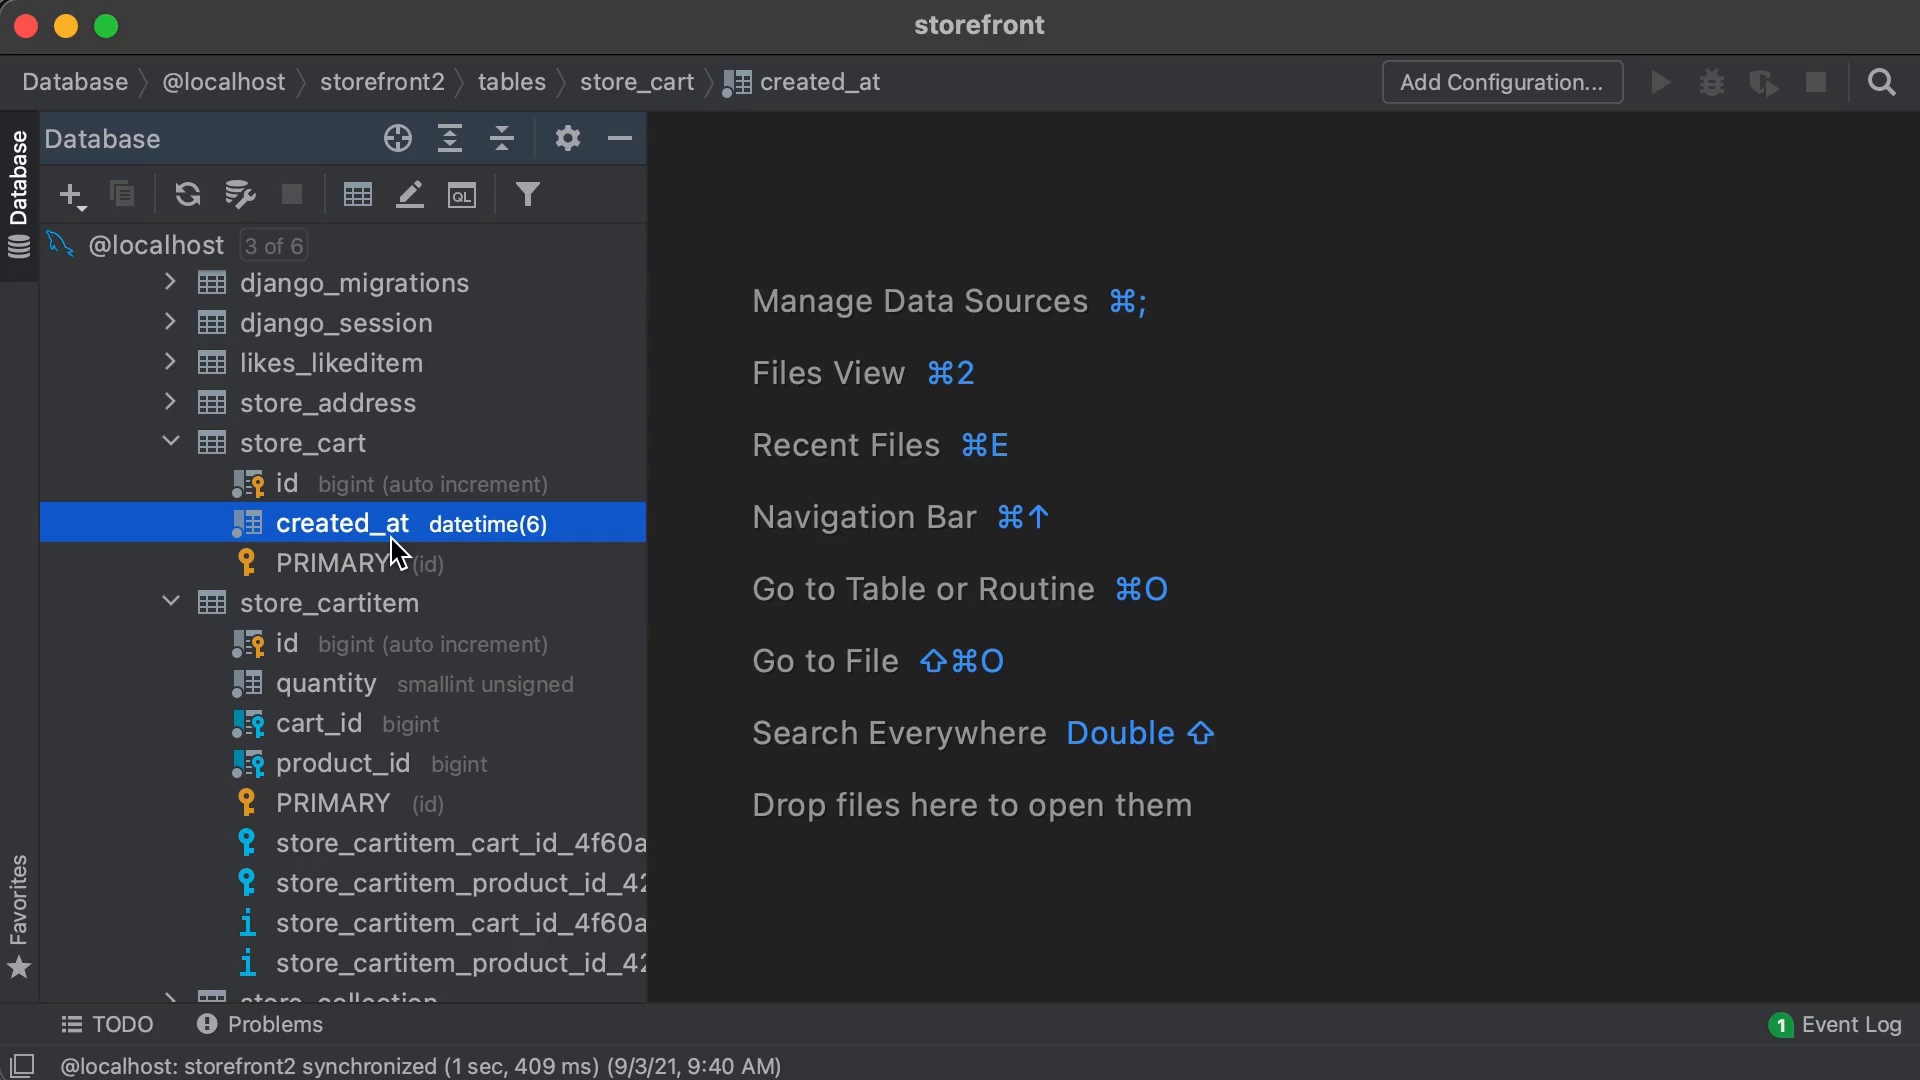 storefront
Database @localhost storefront2 tables store_cart created_at Add Configuration...
Database
Database
QL
@localhost 3 of 6
django_migrations
django_session
likes_likeditem
store_address
store_cart
id bigint (auto increment)
created_at datetime(6)
PRIMARY (id)
store_cartitem
id bigint (auto increment)
quantity smallint unsigned
cart_id bigint
product_id bigint
PRIMARY (id)
store_cartitem_cart_id_4f60a
store_cartitem_product_id_42
store_cartitem_cart_id_4f60a
store_cartitem_product_id_42
store_collection
Favorites
Manage Data Sources ⌘;
Files View ⌘2
Recent Files ⌘E
Navigation Bar ⌘↑
Go to Table or Routine ⌘O
Go to File ⇧⌘O
Search Everywhere Double ⇧
Drop files here to open them
TODO Problems 1 Event Log
@localhost: storefront2 synchronized (1 sec, 409 ms) (9/3/21, 9:40 AM)